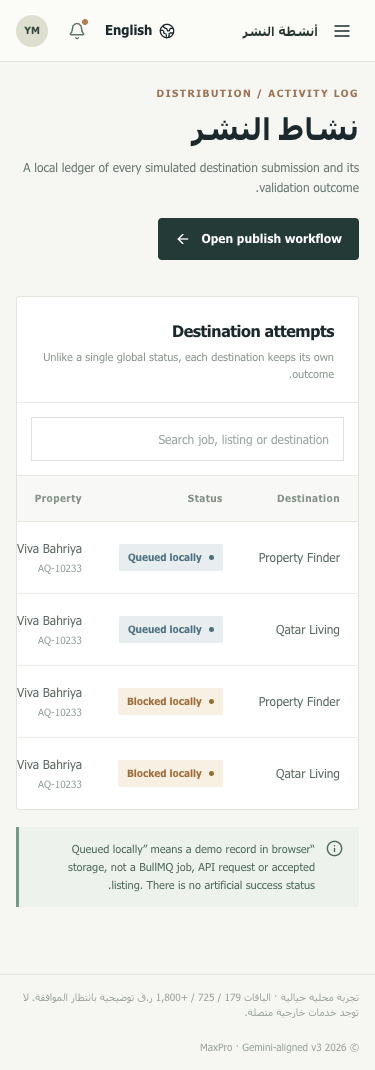 أنشطة النشر
English
YM
DISTRIBUTION / ACTIVITY LOG
نشاط النشر
A local ledger of every simulated destination submission and its
validation outcome.
Open publish workflow
Destination attempts
Unlike a single global status, each destination keeps its own
outcome.
Search job, listing or destination
Destination Status Property
Property Finder Queued locally Viva Bahriya
AQ-10233
Qatar Living Queued locally Viva Bahriya
AQ-10233
Property Finder Blocked locally Viva Bahriya
AQ-10233
Qatar Living Blocked locally Viva Bahriya
AQ-10233
“Queued locally” means a demo record in browser
storage, not a BullMQ job, API request or accepted
listing. There is no artificial success status.
تجربة محلية خيالية · الباقات 179 / 725 / +1,800 ر.ق توضيحية بانتظار الموافقة. لا
توجد خدمات خارجية متصلة.
© 2026 MaxPro · Gemini-aligned v3